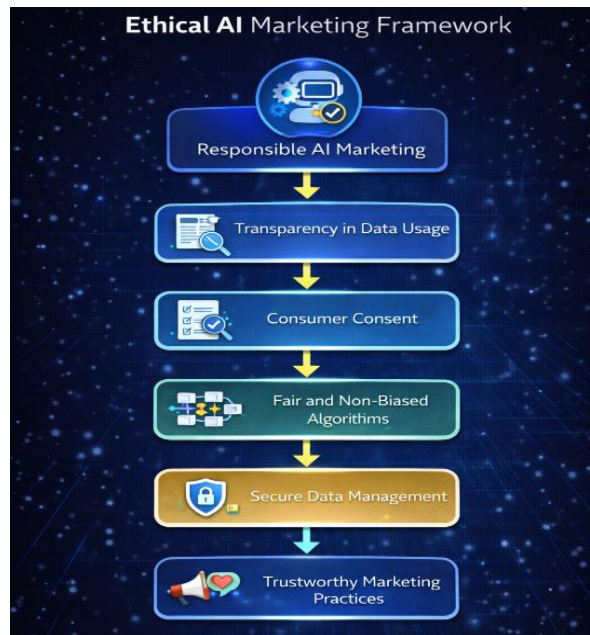 Ethical AI Marketing Framework
Responsible AI Marketing
Transparency in Data Usage
Consumer Consent
Fair and Non-Biased
Algorithms
Secure Data Management
Trustworthy Marketing
Practices